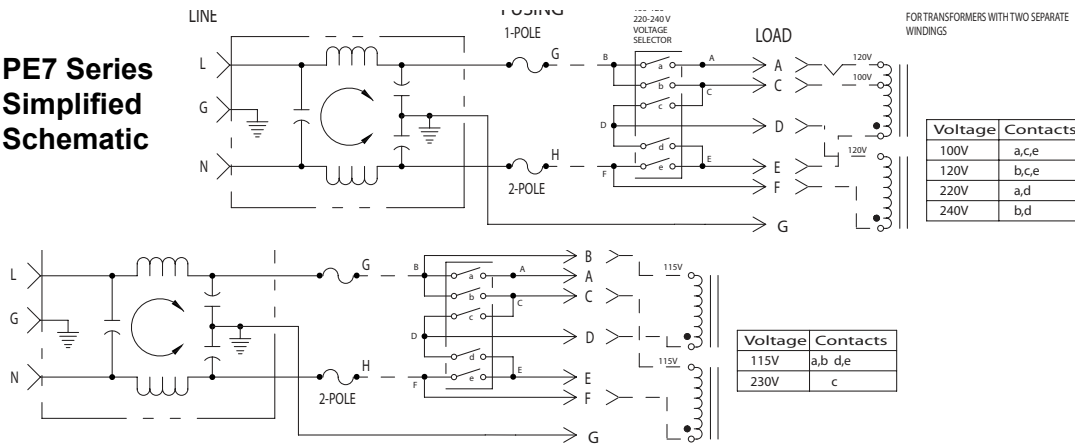 LINE
1-POLE
220-240 V
VOLTAGE
SELECTOR
LOAD
FOR TRANSFORMERS WITH TWO SEPARATE
WINDINGS
PE7 Series
Simplified
Schematic
L
G
N
G
H
2-POLE
B
D
F
a
b
c
d
e
A
C
E
A
C
D
E
F
G
120V
100V
120V
Voltage Contacts
100V a,c,e
120V b,c,e
220V a,d
240V b,d
L
G
N
G
H
2-POLE
B
D
F
a
b
c
d
e
A
C
E
B
A
C
D
E
F
G
115V
115V
Voltage Contacts
115V a,b d,e
230V c